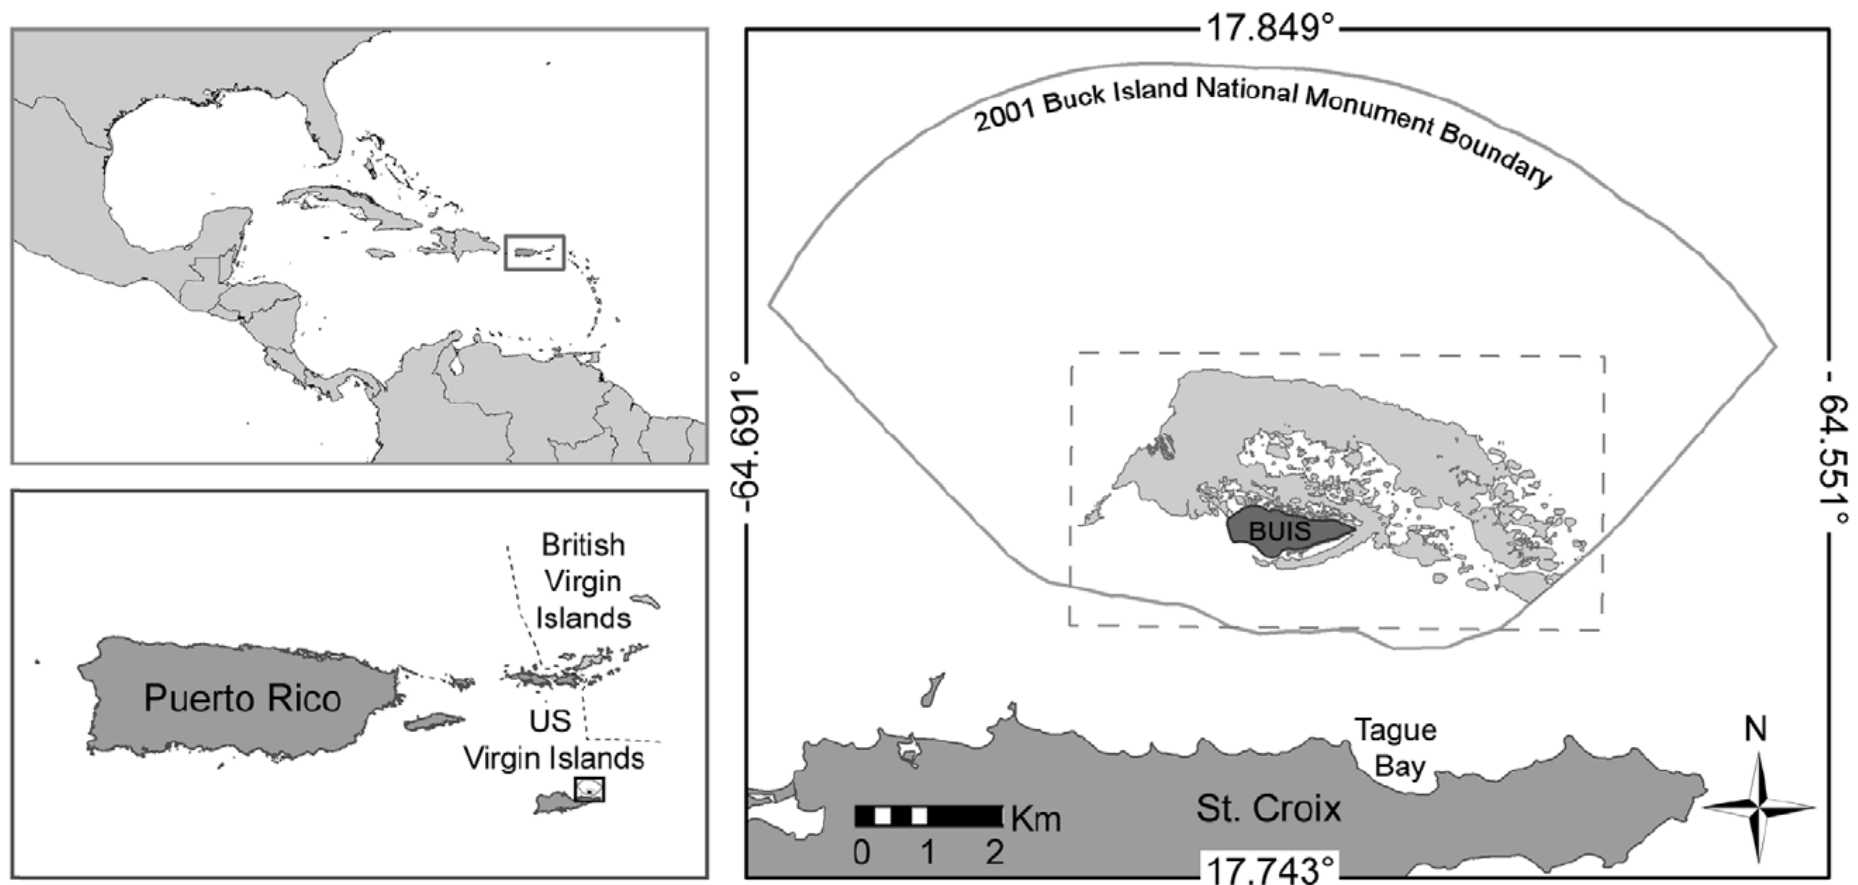 British
Virgin
Islands
Puerto Rico
US
Virgin Islands
17.849°
2001 Buck Island National Monument Boundary
-64.691°
- 64.551°
BUIS
Tague
Bay
N
St. Croix
Km
0 1 2
17.743°